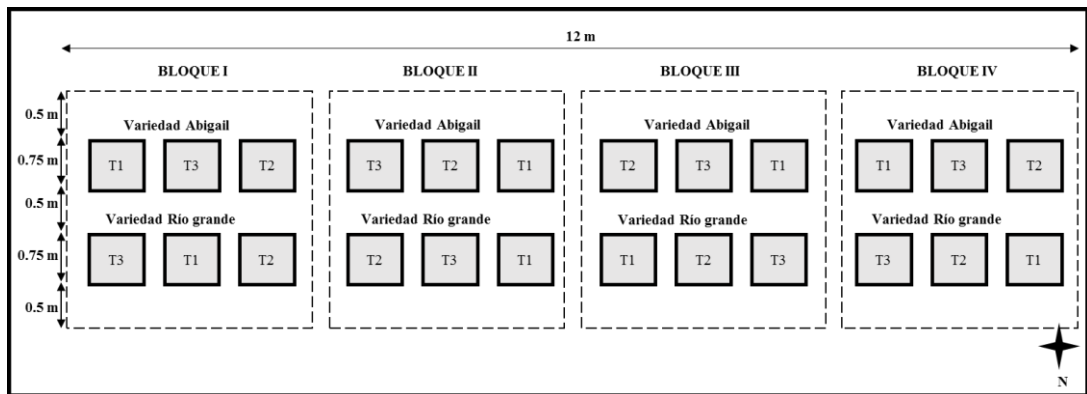 12 m
BLOQUE I BLOQUE II BLOQUE III BLOQUE IV
0.5 m
Variedad Abigail Variedad Abigail Variedad Abigail Variedad Abigail
0.75 m T1 T3 T2 T3 T2 T1 T2 T3 T1 T1 T3 T2
0.5 m
Variedad Río grande Variedad Río grande Variedad Río grande Variedad Río grande
0.75 m T3 T1 T2 T2 T3 T1 T1 T2 T3 T3 T2 T1
0.5 m
N